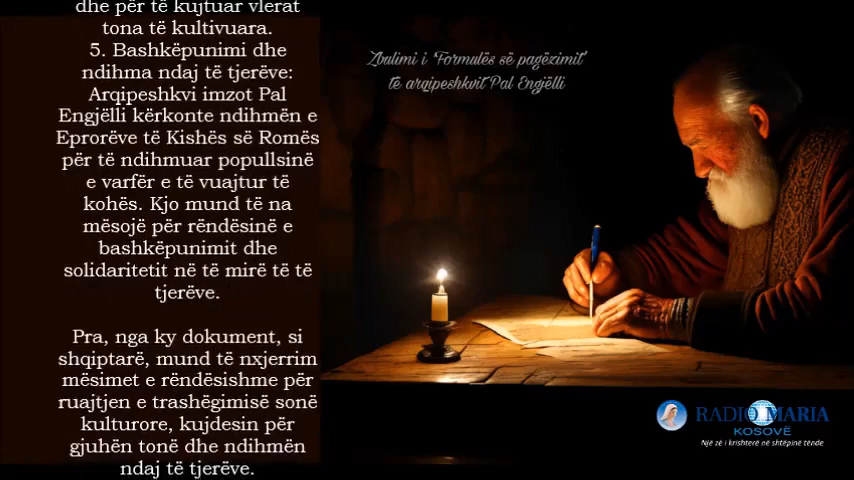 dhe për të kujtuar vlerat
tona të kultivuara.
5. Bashkëpunimi dhe
ndihma ndaj të tjerëve:
Arqipeshkvi imzot Pal
Engjëlli kërkonte ndihmën e
Eprorëve të Kishës së Romës
për të ndihmuar popullsinë
e varfër e të vuajtur të
kohës. Kjo mund të na
mësojë për rëndësinë e
bashkëpunimit dhe
solidaritetit në të mirë të të
tjerëve.
Pra, nga ky dokument, si
shqiptarë, mund të nxjerrim
mësimet e rëndësishme për
ruajtjen e trashëgimisë sonë
kulturore, kujdesin për
gjuhën tonë dhe ndihmën
ndaj të tjerëve.
Zbulimi i 'Formulës së pagëzimit'
të arqipeshkvit Pal Engjëlli
RADIO MARIA
KOSOVË
Një zë i krishterë në shtëpinë tënde